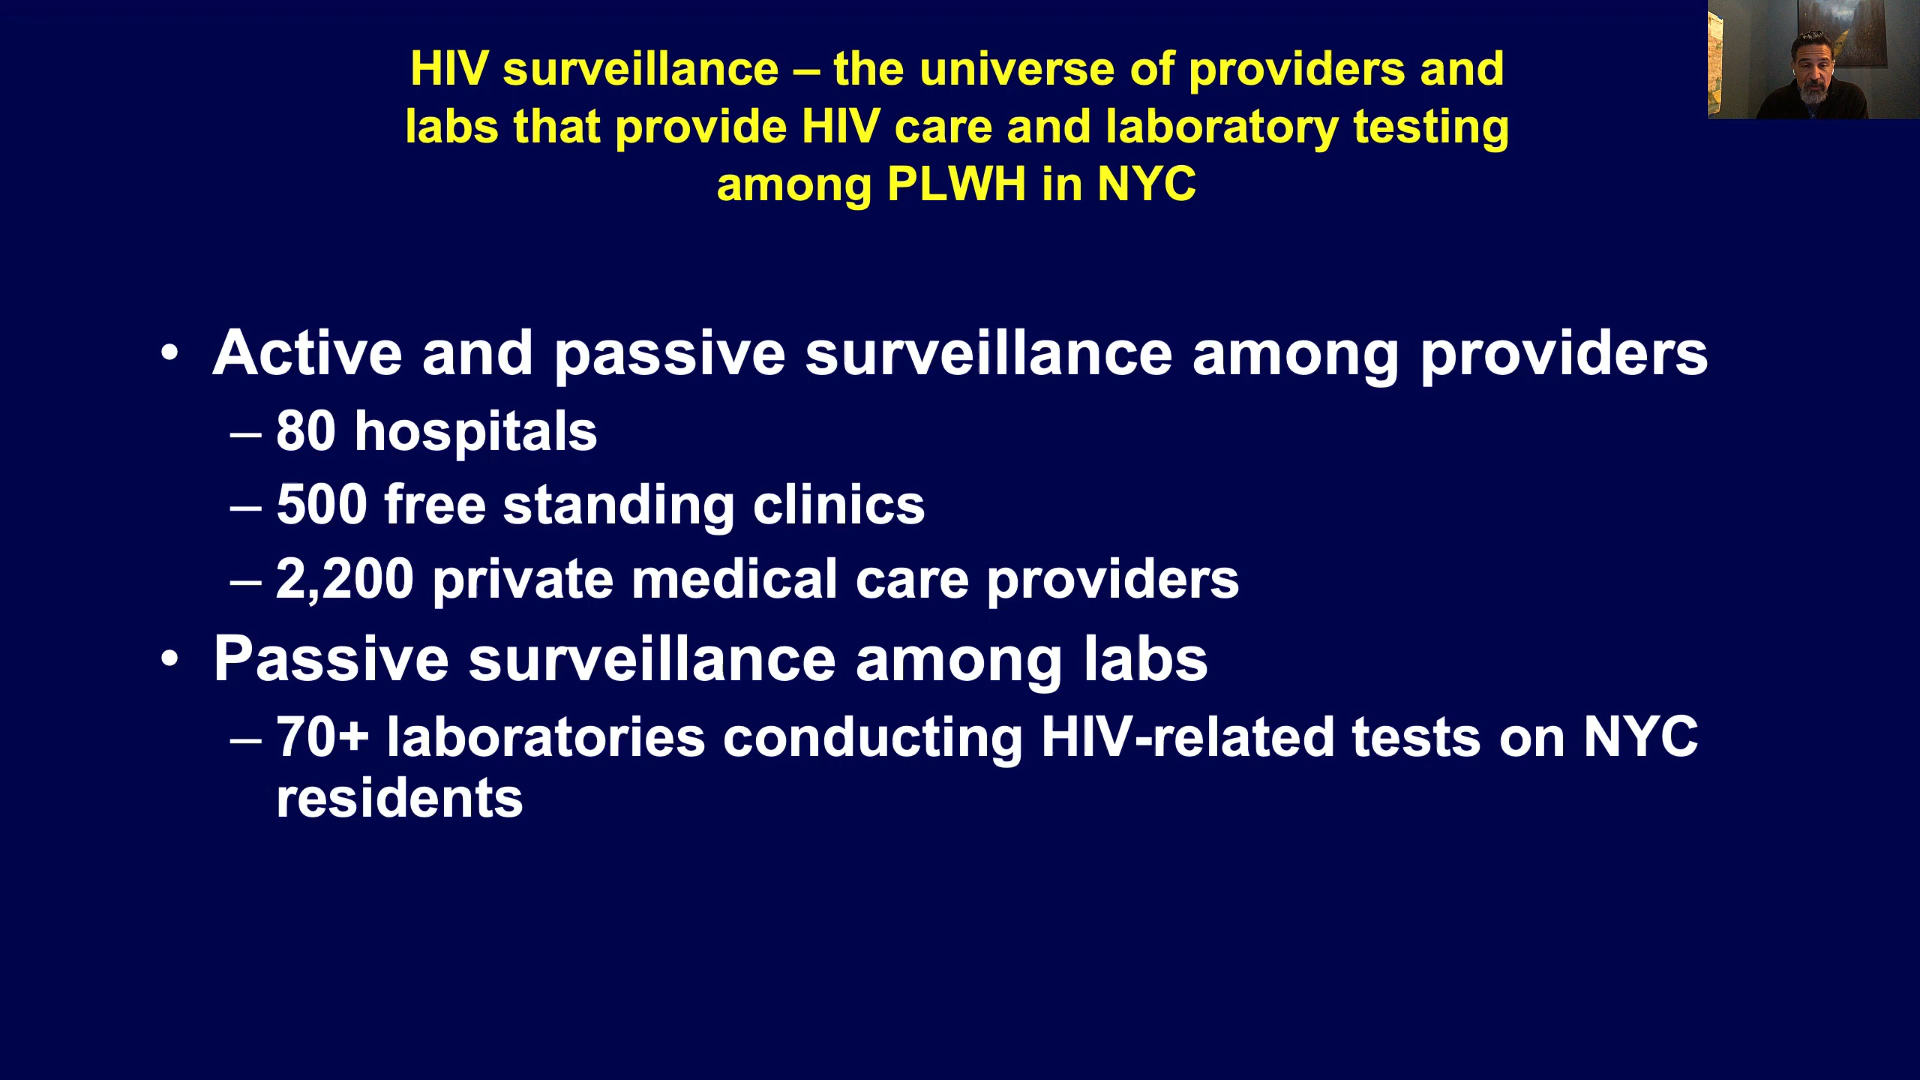 HIV surveillance – the universe of providers and
labs that provide HIV care and laboratory testing
among PLWH in NYC
• Active and passive surveillance among providers
– 80 hospitals
– 500 free standing clinics
– 2,200 private medical care providers
• Passive surveillance among labs
– 70+ laboratories conducting HIV-related tests on NYC
residents